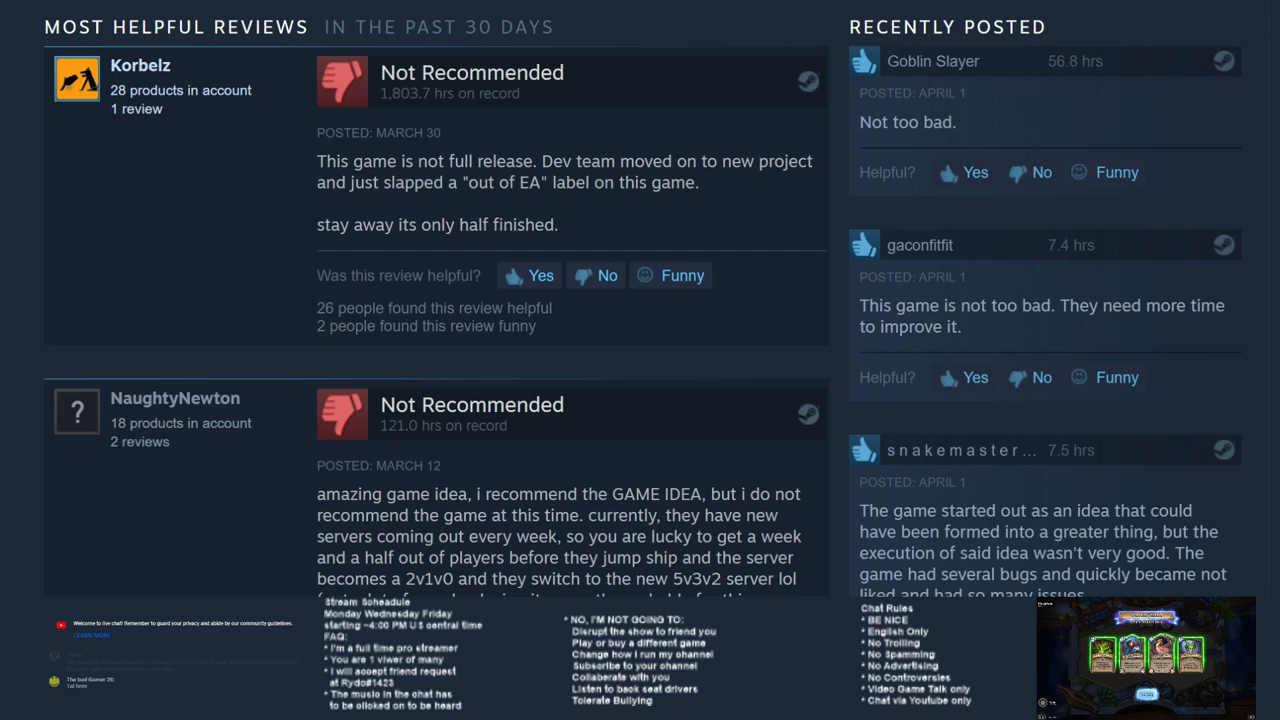 MOST HELPFUL REVIEWS IN THE PAST 30 DAYS
Korbelz
28 products in account
1 review
Not Recommended
1,803.7 hrs on record
POSTED: MARCH 30
This game is not full release. Dev team moved on to new project
and just slapped a "out of EA" label on this game.
stay away its only half finished.
Was this review helpful? Yes No Funny
26 people found this review helpful
2 people found this review funny
NaughtyNewton
18 products in account
2 reviews
Not Recommended
121.0 hrs on record
POSTED: MARCH 12
amazing game idea, i recommend the GAME IDEA, but i do not
recommend the game at this time. currently, they have new
servers coming out every week, so you are lucky to get a week
and a half out of players before they jump ship and the server
becomes a 2v1v0 and they switch to the new 5v3v2 server lol
RECENTLY POSTED
Goblin Slayer 56.8 hrs
POSTED: APRIL 1
Not too bad.
Helpful? Yes No Funny
gaconfitfit 7.4 hrs
POSTED: APRIL 1
This game is not too bad. They need more time
to improve it.
Helpful? Yes No Funny
s n a k e m a s t e r ... 7.5 hrs
POSTED: APRIL 1
The game started out as an idea that could
have been formed into a greater thing, but the
execution of said idea wasn't very good. The
game had several bugs and quickly became not
liked and had so many issues
Welcome to live chat! Remember to guard your privacy and abide by our community guidelines.
LEARN MORE
The bad Gamer 28:
1st here
Stream Scheadule
Monday Wednesday Friday
starting ~4:00 PM US central time
FAQ:
* I'm a full time pro streamer
* You are 1 viwer of many
* I will accept friend request
at Rydo#1423
* The music in the chat has
to be clicked on to be heard
* NO, I'M NOT GOING TO:
Disrupt the show to friend you
Play or buy a different game
Change how I run my channel
Subscribe to your channel
Collaborate with you
Listen to back seat drivers
Tolerate Bullying
Chat Rules
* BE NICE
* English Only
* No Trolling
* No Spamming
* No Advertising
* No Controversies
* Video Game Talk only
* Chat via Youtube only